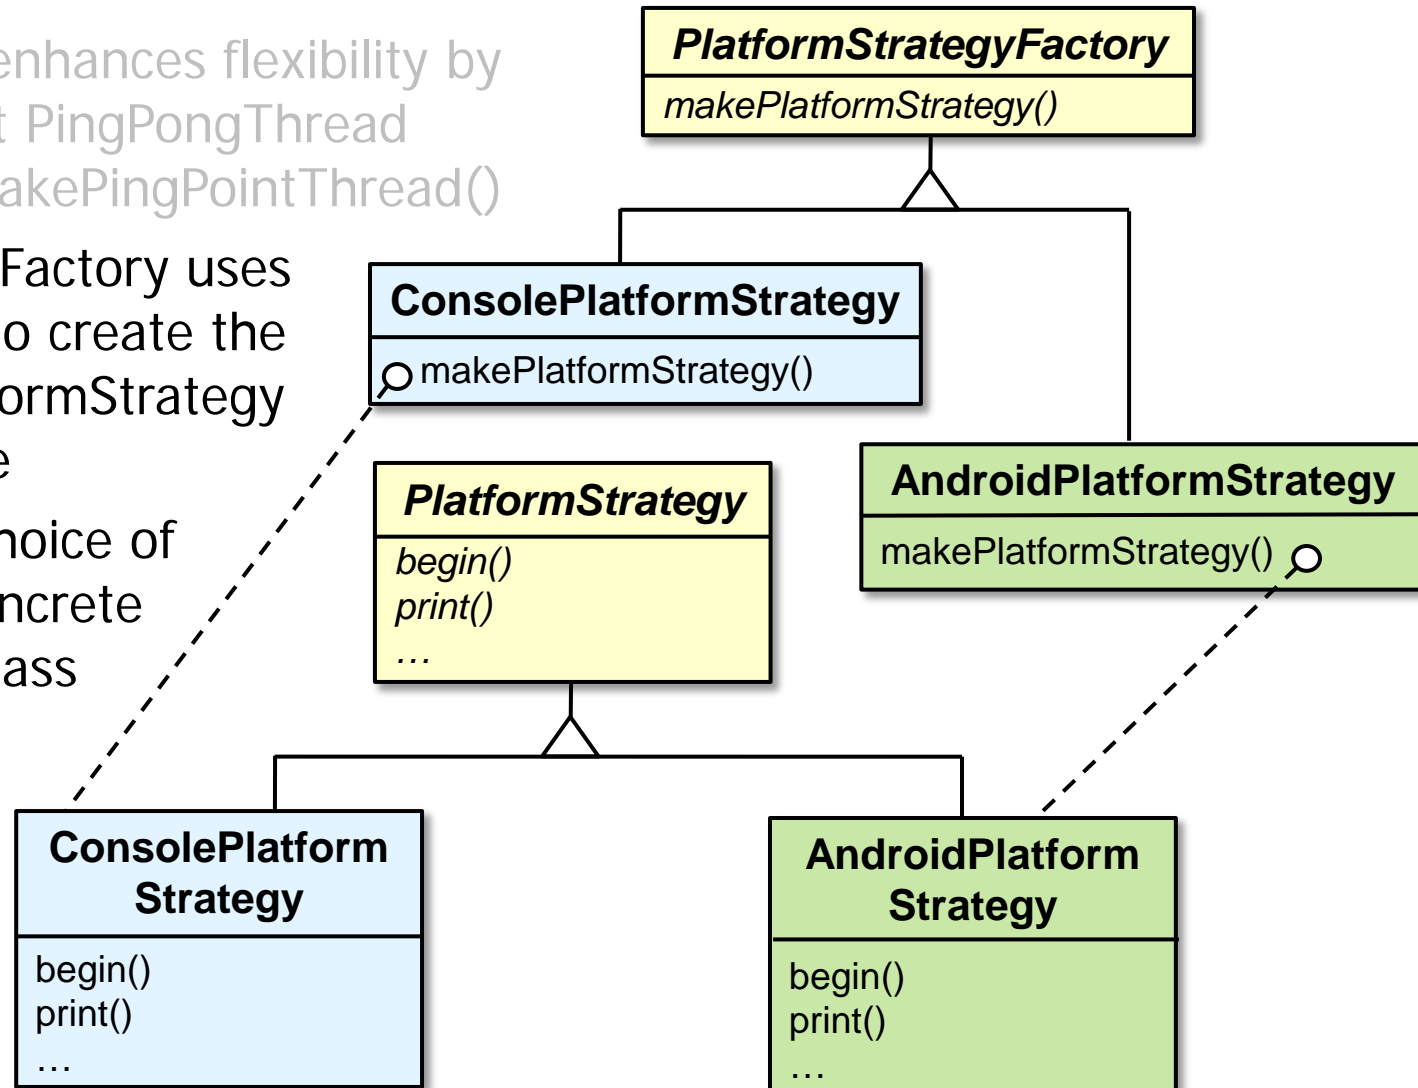 enhances flexibility by
PingPongThread
akePingPointThread()
Factory uses
o create the
ormStrategy
e
hoice of
ncrete
ass
PlatformStrategyFactory
makePlatformStrategy()
ConsolePlatformStrategy
makePlatformStrategy()
AndroidPlatformStrategy
makePlatformStrategy()
PlatformStrategy
begin()
print()
…
ConsolePlatform
Strategy
begin()
print()
…
AndroidPlatform
Strategy
begin()
print()
…